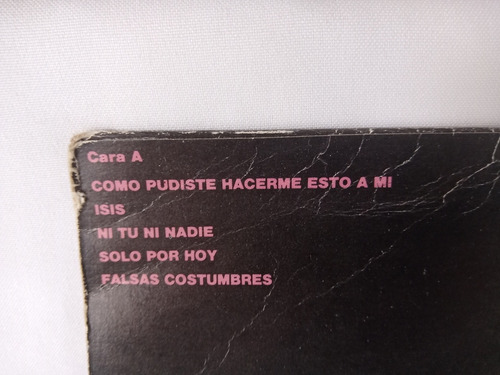 Cara A
COMO PUDISTE HACERME ESTO A MI
ISIS
NI TU NI NADIE
SOLO POR HOY
FALSAS COSTUMBRES